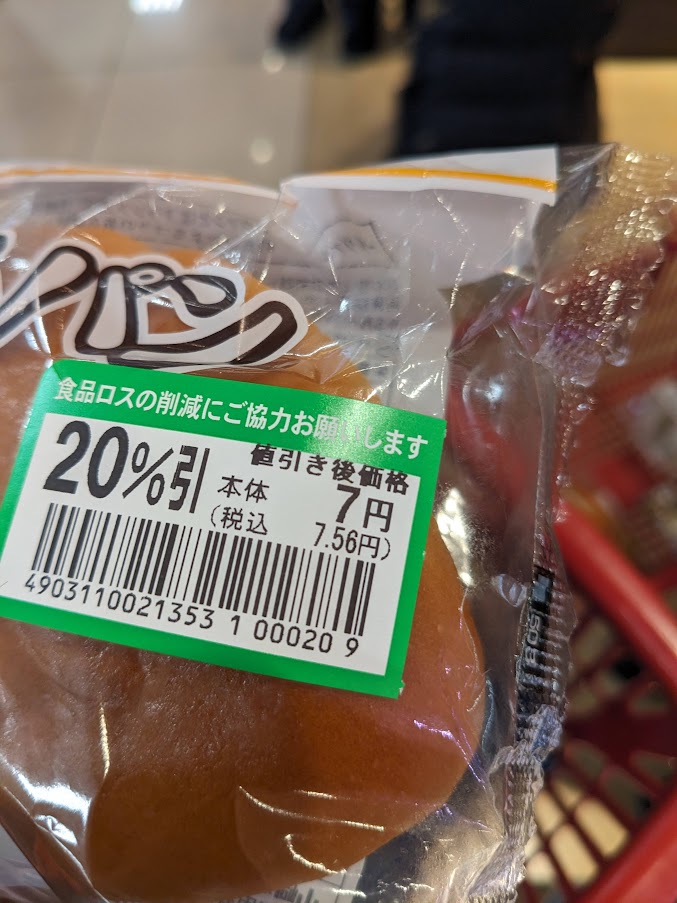 パン
食品ロスの削減にご協力お願いします
20%引
値引き後価格
本体 7円
(税込 7.56円)
4903110021353 1 00020 9